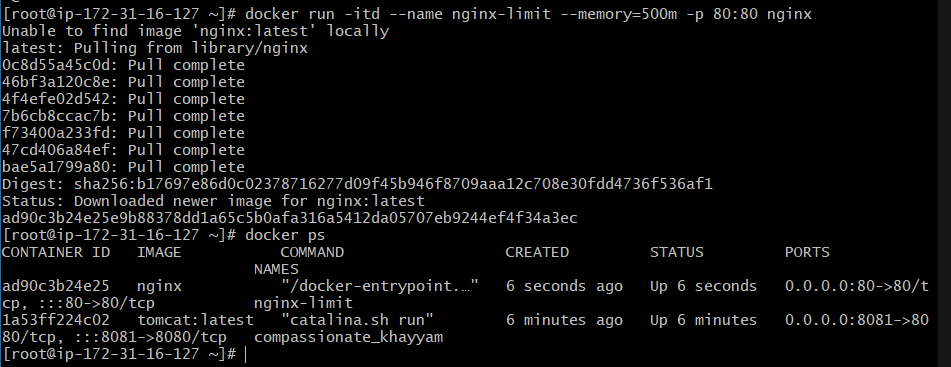 [root@ip-172-31-16-127 ~]# docker run -itd --name nginx-limit --memory=500m -p 80:80 nginx
Unable to find image 'nginx:latest' locally
latest: Pulling from library/nginx
0c8d55a45c0d: Pull complete
46bf3a120c8e: Pull complete
4f4efe02d542: Pull complete
7b6cb8ccac7b: Pull complete
f73400a233fd: Pull complete
47cd406a84ef: Pull complete
bae5a1799a80: Pull complete
Digest: sha256:b17697e86d0c02378716277d09f45b946f8709aaa12c708e30fdd4736f536af1
Status: Downloaded newer image for nginx:latest
ad90c3b24e25e9b88378dd1a65c5b0afa316a5412da05707eb9244ef4f34a3ec
[root@ip-172-31-16-127 ~]# docker ps
CONTAINER ID   IMAGE           COMMAND                  CREATED         STATUS         PORTS
NAMES
ad90c3b24e25   nginx           "/docker-entrypoint.…"   6 seconds ago   Up 6 seconds   0.0.0.0:80->80/t
cp, :::80->80/tcp           nginx-limit
1a53ff224c02   tomcat:latest   "catalina.sh run"        6 minutes ago   Up 6 minutes   0.0.0.0:8081->80
80/tcp, :::8081->8080/tcp   compassionate_khayyam
[root@ip-172-31-16-127 ~]#